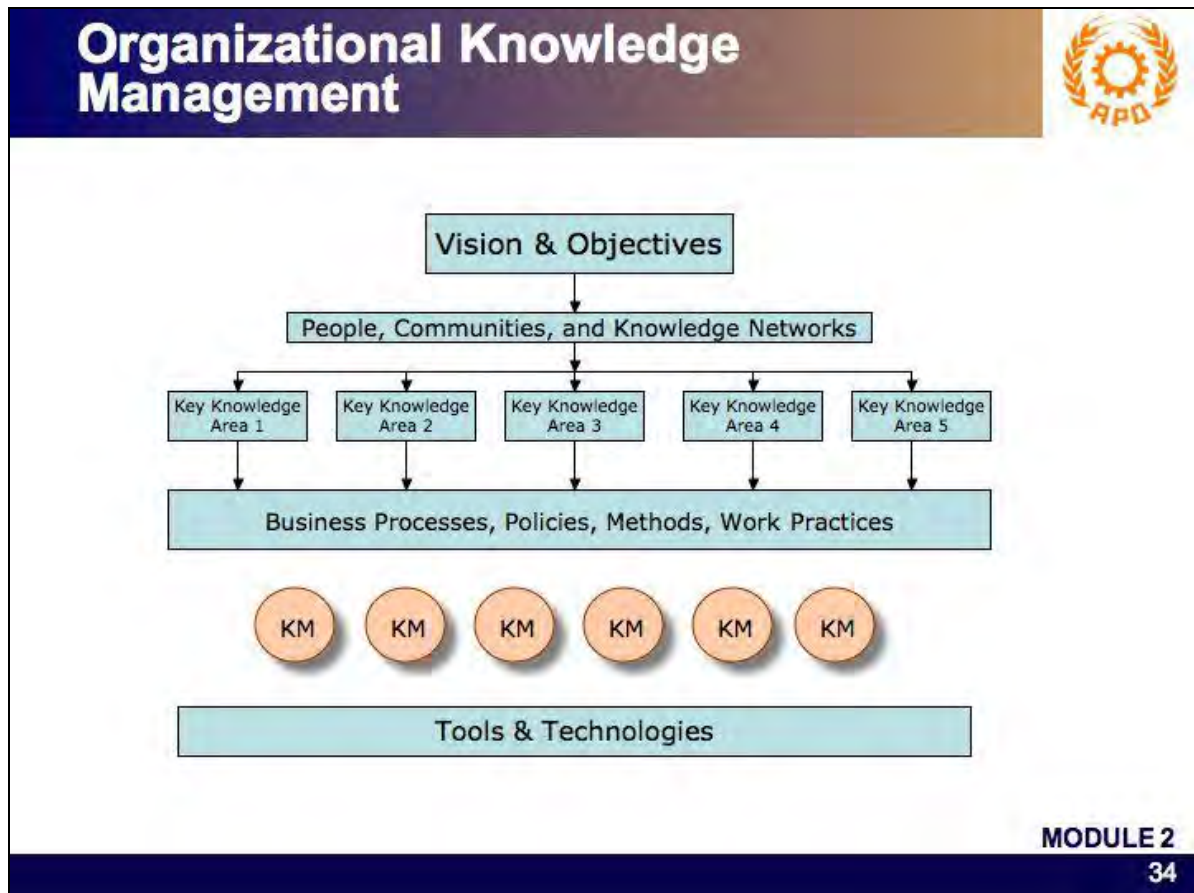 Organizational Knowledge
Management
APO
Vision & Objectives
People, Communities, and Knowledge Networks
Key Knowledge
Area 1
Key Knowledge
Area 2
Key Knowledge
Area 3
Key Knowledge
Area 4
Key Knowledge
Area 5
Business Processes, Policies, Methods, Work Practices
KM
KM
KM
KM
KM
KM
Tools & Technologies
MODULE 2
34